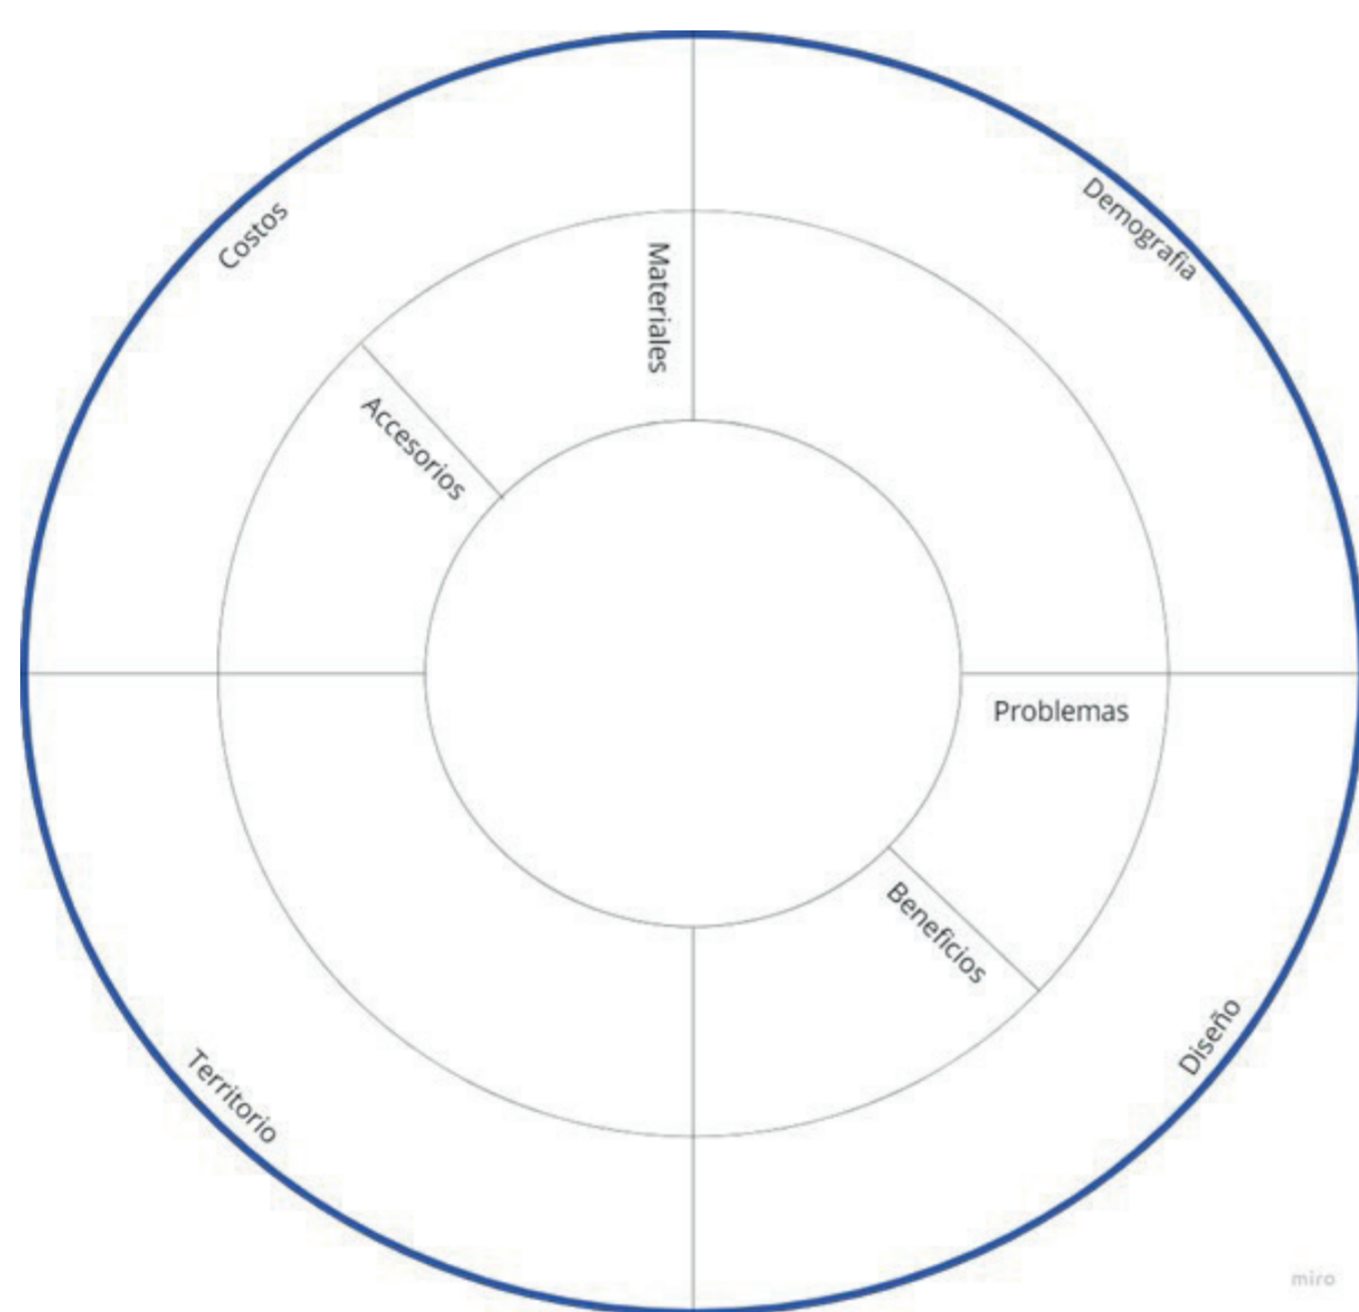 Costos
Demografia
Materiales
Accesorios
Problemas
Beneficios
Territorio
Diseño
miro